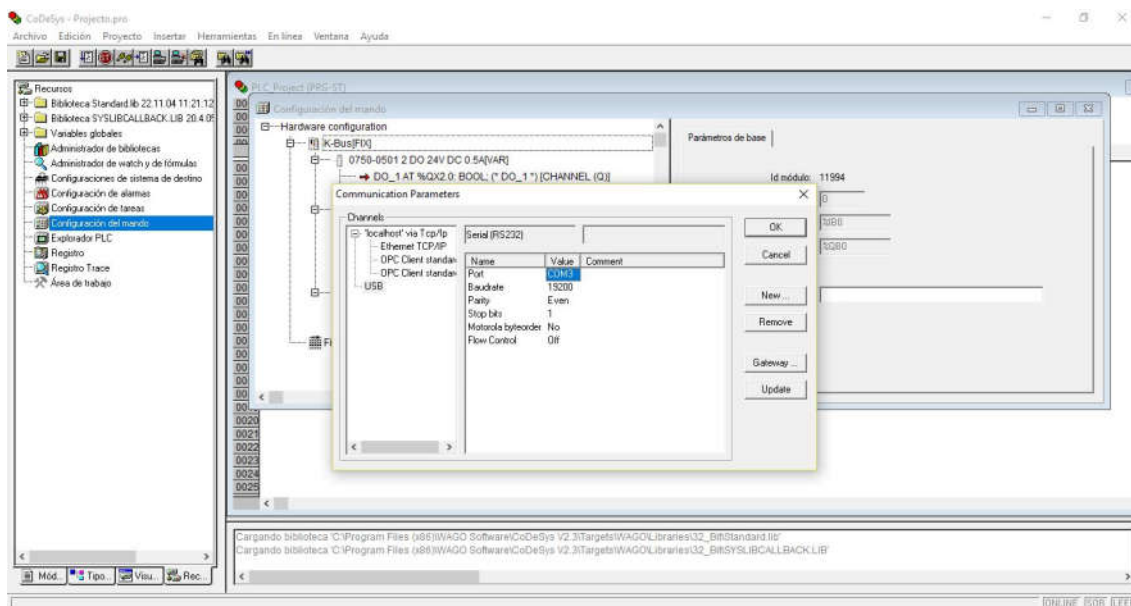 CoDeSys - Projecto.pro
Archivo Edición Proyecto Insertar Herramientas En línea Ventana Ayuda
Recursos
Biblioteca Standard.lib 22.11.04 11:21:12
Biblioteca SYSLIBCALLBACK.LIB 20.4.05
Variables globales
Administrador de bibliotecas
Administrador de watch y de fórmulas
Configuraciones de sistema de destino
Configuración de alarmas
Configuración de tareas
Configuración del mando
Explorador PLC
Registro
Registro Trace
Área de trabajo
Mód...
Tipo...
Visu...
Rec...
PLC_Project (PRG-ST)
Configuración del mando
Hardware configuration
K-Bus[FIX]
0750-0501 2 DO 24V DC 0.5A[VAR]
DO_1 AT %QX2.0: BOOL; (* DO_1 *) [CHANNEL (Q)]
Parámetros de base
Id módulo: 11994
0
%IB0
%QB0
Communication Parameters
Channels
'localhost' via Tcp/Ip
Ethernet TCP/IP
OPC Client standar
OPC Client standar
USB
Serial (RS232)
Name Value Comment
Port COM3
Baudrate 19200
Parity Even
Stop bits 1
Motorola byteorder No
Flow Control Off
OK
Cancel
New ...
Remove
Gateway ...
Update
0020
0021
0022
0023
0024
0025
Cargando biblioteca 'C:\Program Files (x86)\WAGO Software\CoDeSys V2.3\Targets\WAGO\Libraries\32_Bit\Standard.lib'
Cargando biblioteca 'C:\Program Files (x86)\WAGO Software\CoDeSys V2.3\Targets\WAGO\Libraries\32_Bit\SYSLIBCALLBACK.LIB'
ONLINE SOB LEE